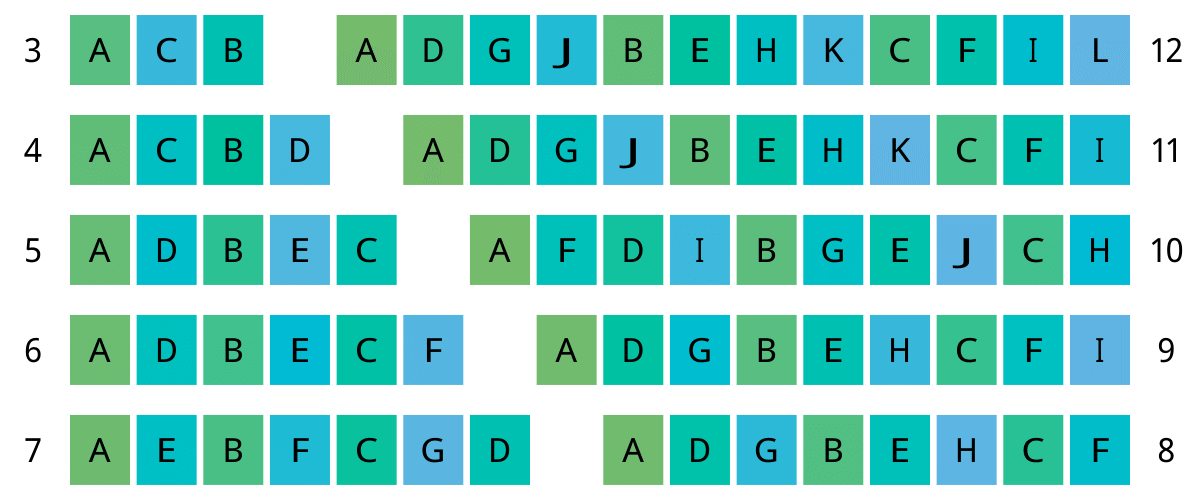 3 A C B A D G J B E H K C F I L 12
4 A C B D A D G J B E H K C F I 11
5 A D B E C A F D I B G E J C H 10
6 A D B E C F A D G B E H C F I 9
7 A E B F C G D A D G B E H C F 8